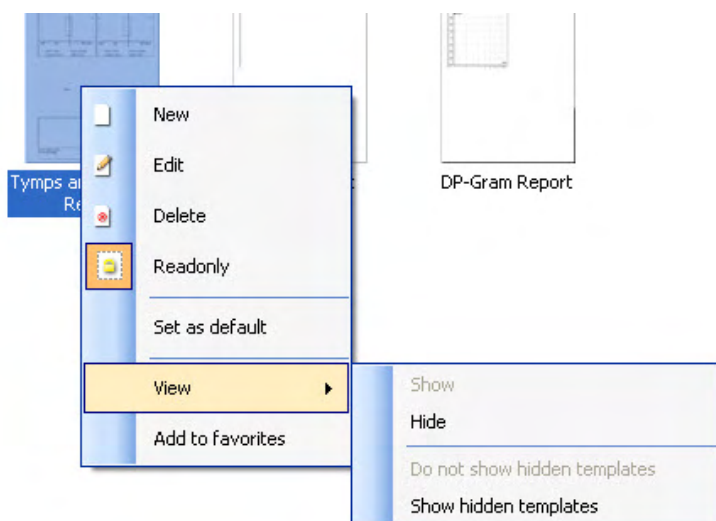 New
Edit
Tymps a
DP-Gram Report
Re
Delete
Readonly
Set as default
View
Show
Hide
Add to favorites
Do not show hidden templates
Show hidden templates